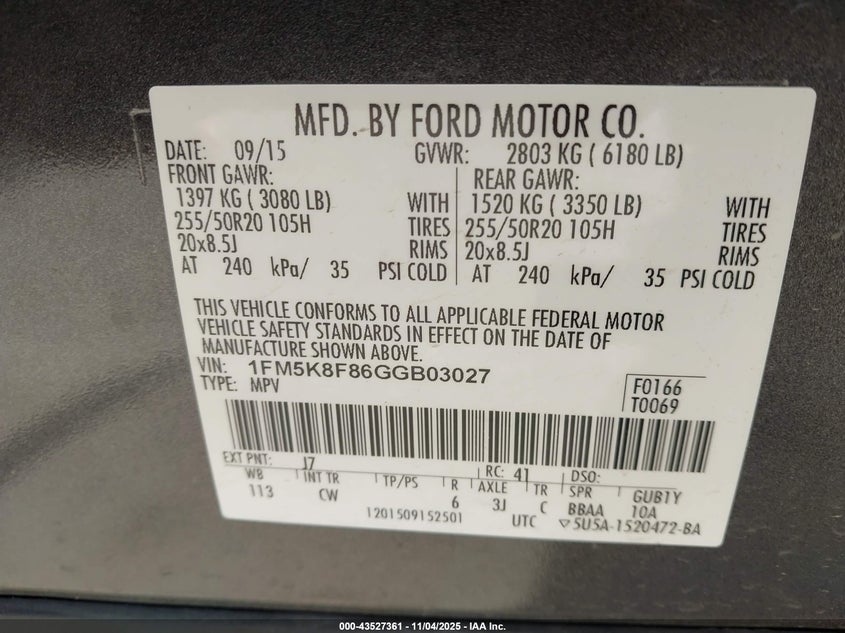 MFD. BY FORD MOTOR CO.
DATE: 09/15 GVWR: 2803 KG ( 6180 LB)
FRONT GAWR: REAR GAWR:
1397 KG ( 3080 LB) WITH 1520 KG ( 3350 LB) WITH
255/50R20 105H TIRES 255/50R20 105H TIRES
20x8.5J RIMS 20x8.5J RIMS
AT 240 kPa/ 35 PSI COLD AT 240 kPa/ 35 PSI COLD
THIS VEHICLE CONFORMS TO ALL APPLICABLE FEDERAL MOTOR
VEHICLE SAFETY STANDARDS IN EFFECT ON THE DATE OF
MANUFACTURE SHOWN ABOVE.
VIN: 1FM5K8F86GGB03027
TYPE: MPV
F0166
T0069
EXT PNT: J7 RC: 41 DSO:
WB INT TR TP/PS R AXLE TR SPR GUB1Y
113 CW 6 3J C BBAA 10A
1201509152501 UTC ▽5U5A-1520472-BA
000-43527361 - 11/04/2025 - IAA Inc.